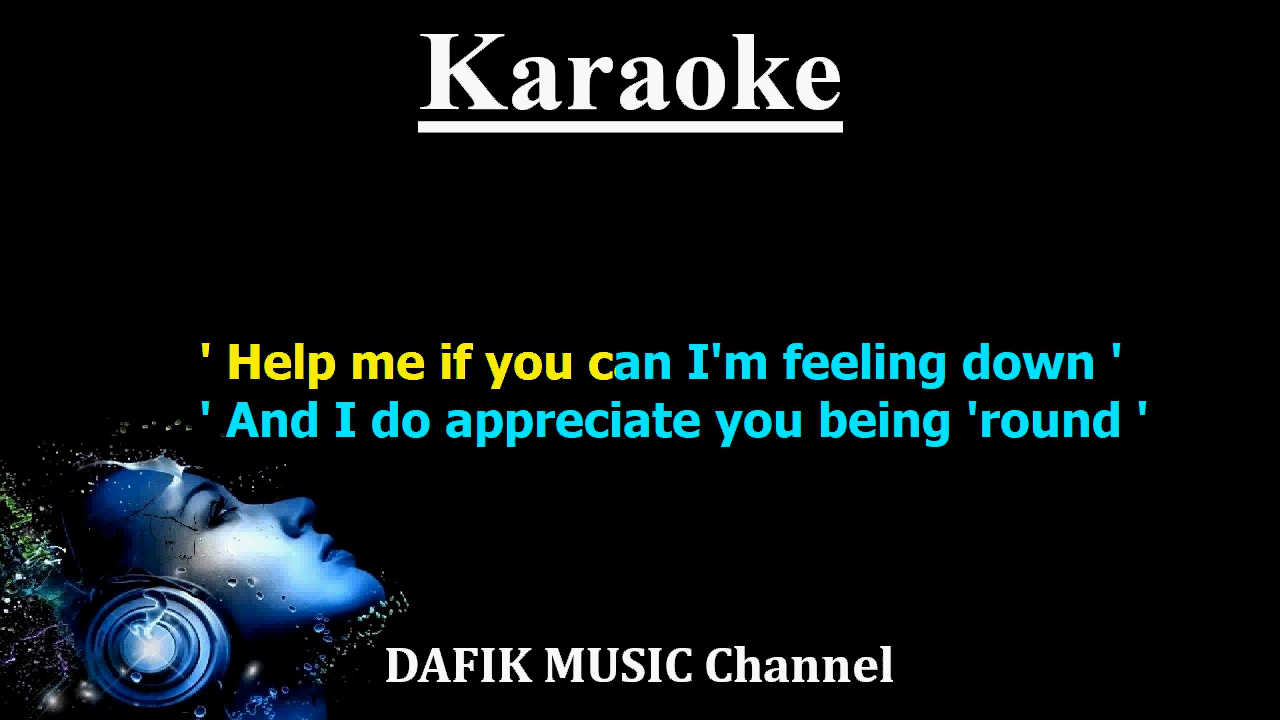 Karaoke
' Help me if you can I'm feeling down '
' And I do appreciate you being 'round '
DAFIK MUSIC Channel